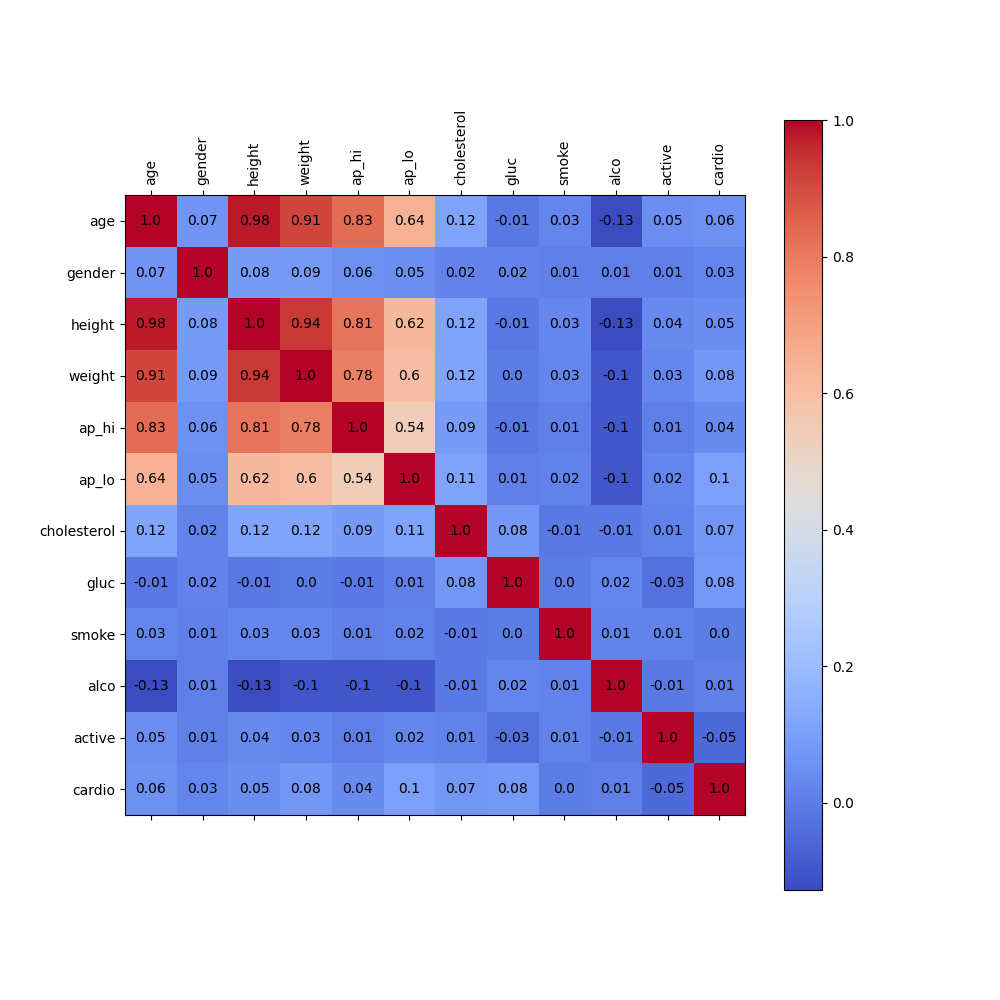 age gender height weight ap_hi ap_lo cholesterol gluc smoke alco active cardio
age 1.0 0.07 0.98 0.91 0.83 0.64 0.12 -0.01 0.03 -0.13 0.05 0.06
gender 0.07 1.0 0.08 0.09 0.06 0.05 0.02 0.02 0.01 0.01 0.01 0.03
height 0.98 0.08 1.0 0.94 0.81 0.62 0.12 -0.01 0.03 -0.13 0.04 0.05
weight 0.91 0.09 0.94 1.0 0.78 0.6 0.12 0.0 0.03 -0.1 0.03 0.08
ap_hi 0.83 0.06 0.81 0.78 1.0 0.54 0.09 -0.01 0.01 -0.1 0.01 0.04
ap_lo 0.64 0.05 0.62 0.6 0.54 1.0 0.11 0.01 0.02 -0.1 0.02 0.1
cholesterol 0.12 0.02 0.12 0.12 0.09 0.11 1.0 0.08 -0.01 -0.01 0.01 0.07
gluc -0.01 0.02 -0.01 0.0 -0.01 0.01 0.08 1.0 0.0 0.02 -0.03 0.08
smoke 0.03 0.01 0.03 0.03 0.01 0.02 -0.01 0.0 1.0 0.01 0.01 0.0
alco -0.13 0.01 -0.13 -0.1 -0.1 -0.1 -0.01 0.02 0.01 1.0 -0.01 0.01
active 0.05 0.01 0.04 0.03 0.01 0.02 0.01 -0.03 0.01 -0.01 1.0 -0.05
cardio 0.06 0.03 0.05 0.08 0.04 0.1 0.07 0.08 0.0 0.01 -0.05 1.0
1.0
0.8
0.6
0.4
0.2
0.0